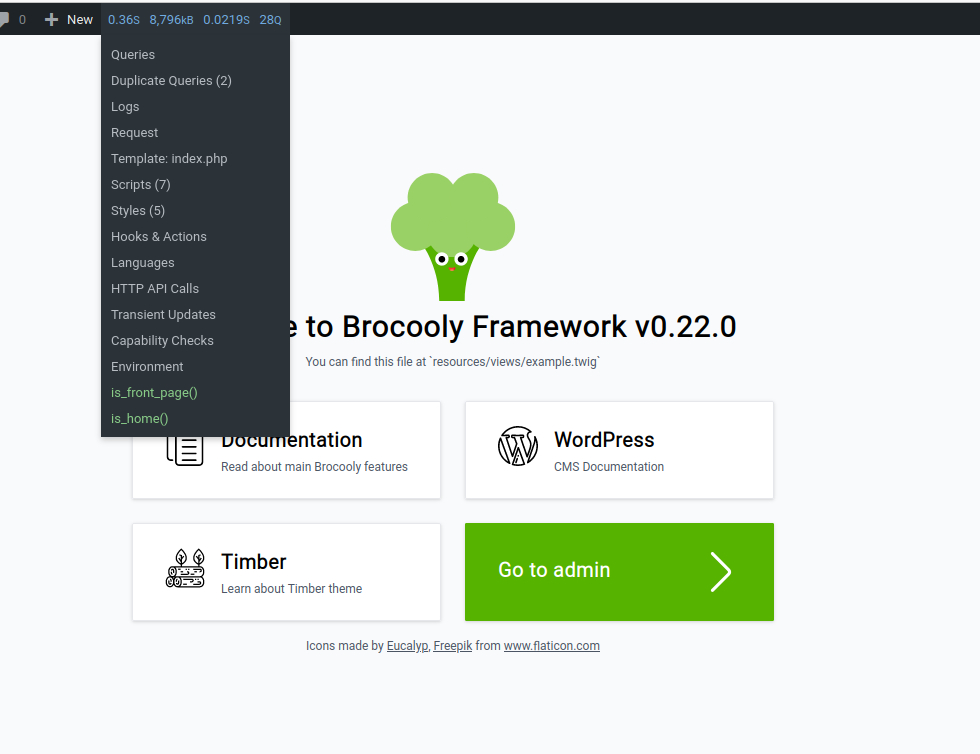 0 New 0.36S 8,796kB 0.0219S 28Q
Queries
Duplicate Queries (2)
Logs
Request
Template: index.php
Scripts (7)
Styles (5)
Hooks & Actions
Languages
HTTP API Calls
Transient Updates
Capability Checks
Environment
is_front_page()
is_home()
e to Brocooly Framework v0.22.0
You can find this file at `resources/views/example.twig`
Documentation
Read about main Brocooly features
WordPress
CMS Documentation
Timber
Learn about Timber theme
Go to admin
Icons made by Eucalyp, Freepik from www.flaticon.com